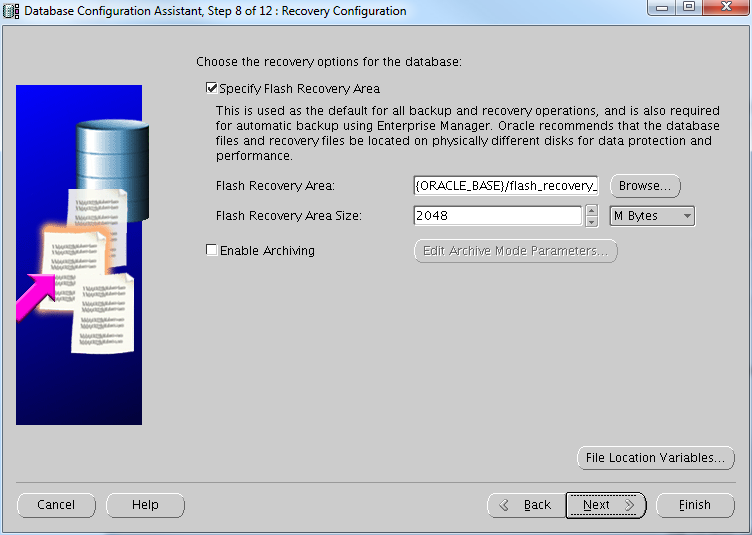 Database Configuration Assistant, Step 8 of 12 : Recovery Configuration
Choose the recovery options for the database:
Specify Flash Recovery Area
This is used as the default for all backup and recovery operations, and is also required
for automatic backup using Enterprise Manager. Oracle recommends that the database
files and recovery files be located on physically different disks for data protection and
performance.
Flash Recovery Area: {ORACLE_BASE}/flash_recovery_ Browse...
Flash Recovery Area Size: 2048 M Bytes
Enable Archiving Edit Archive Mode Parameters...
File Location Variables...
Cancel Help Back Next Finish